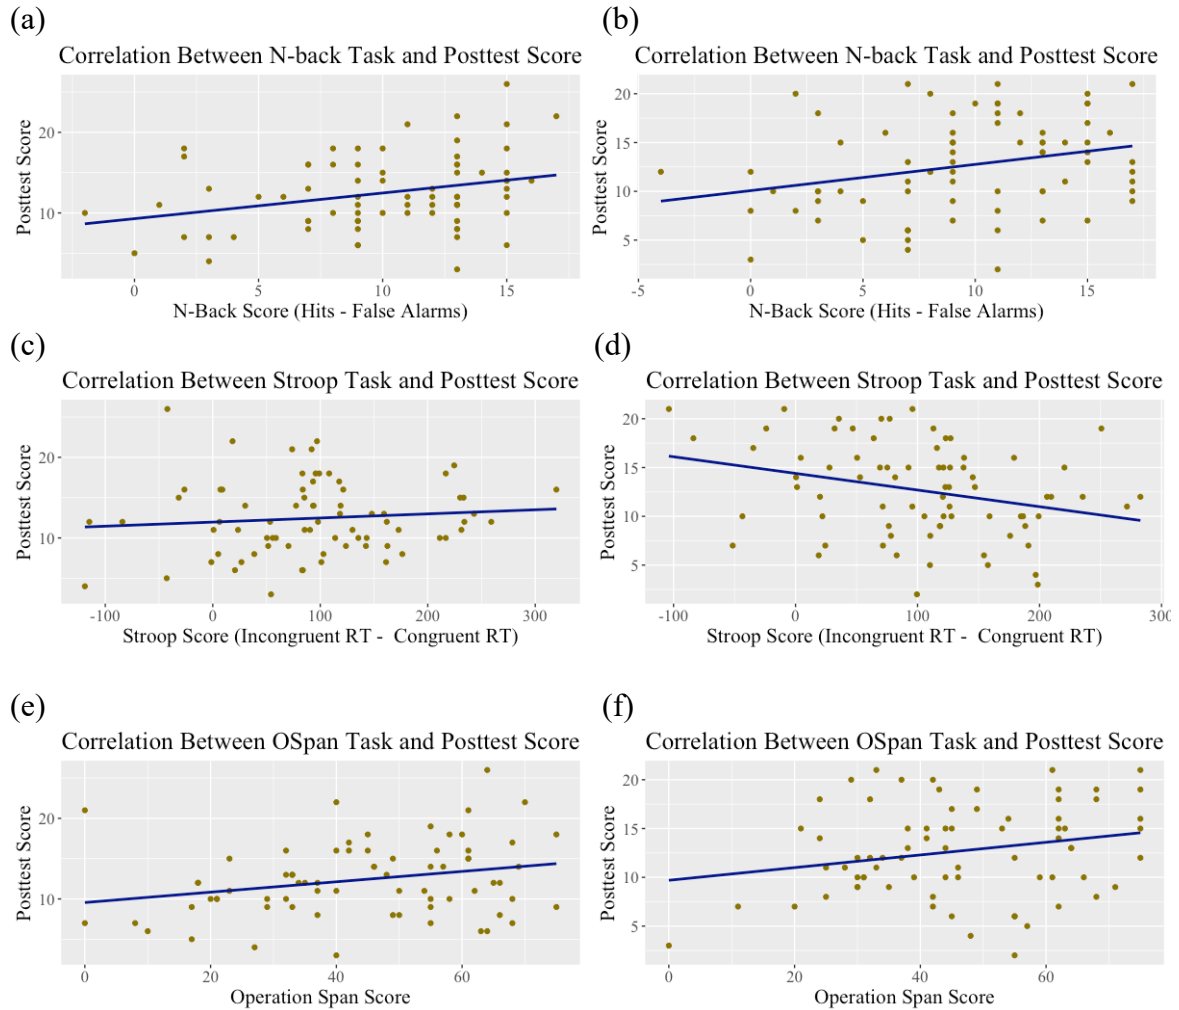 (a)
Correlation Between N-back Task and Posttest Score
Posttest Score
20
10
0
5
10
15
N-Back Score (Hits - False Alarms)
(b)
Correlation Between N-back Task and Posttest Score
Posttest Score
20
15
10
5
-5
0
5
10
15
N-Back Score (Hits - False Alarms)
(c)
Correlation Between Stroop Task and Posttest Score
Posttest Score
20
10
-100
0
100
200
300
Stroop Score (Incongruent RT - Congruent RT)
(d)
Correlation Between Stroop Task and Posttest Score
Posttest Score
20
15
10
5
-100
0
100
200
300
Stroop Score (Incongruent RT - Congruent RT)
(e)
Correlation Between OSpan Task and Posttest Score
Posttest Score
20
10
0
20
40
60
Operation Span Score
(f)
Correlation Between OSpan Task and Posttest Score
Posttest Score
20
15
10
5
0
20
40
60
Operation Span Score